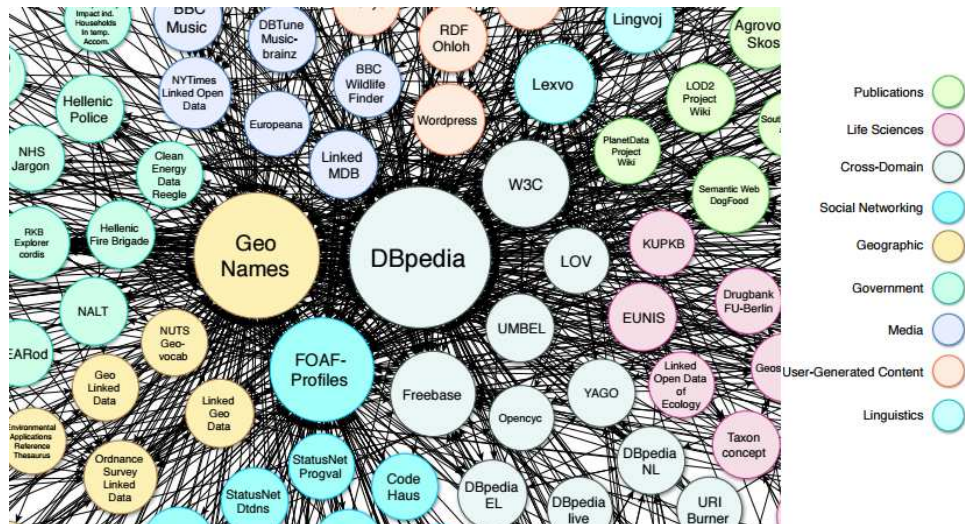 Impact ind.
Households
In temp.
Accom.
BBC
Music
DBTune
Music-
brainz
RDF
Ohloh
Lingvoj
Agrovoc
Skos
NYTimes
Linked Open
Data
BBC
Wildlife
Finder
Lexvo
LOD2
Project
Wiki
Hellenic
Police
Europeana
Wordpress
PlanetData
Project
Wiki
NHS
Jargon
Clean
Energy
Data
Reegle
Linked
MDB
W3C
Semantic Web
DogFood
RKB
Explorer
cordis
Hellenic
Fire Brigade
Geo
Names
DBpedia
LOV
KUPKB
NALT
NUTS
Geo-
vocab
UMBEL
EUNIS
Drugbank
FU-Berlin
EARod
FOAF-
Profiles
Geo
Linked
Data
Linked
Geo
Data
Freebase
Opencyc
YAGO
Linked
Open Data
of
Ecology
Geos
Environmental
Applications
Reference
Thesaurus
Ordnance
Survey
Linked
Data
StatusNet
Progval
StatusNet
Dtdns
Code
Haus
DBpedia
EL
DBpedia
live
DBpedia
NL
URI
Burner
Taxon
concept
Publications
Life Sciences
Cross-Domain
Social Networking
Geographic
Government
Media
User-Generated Content
Linguistics